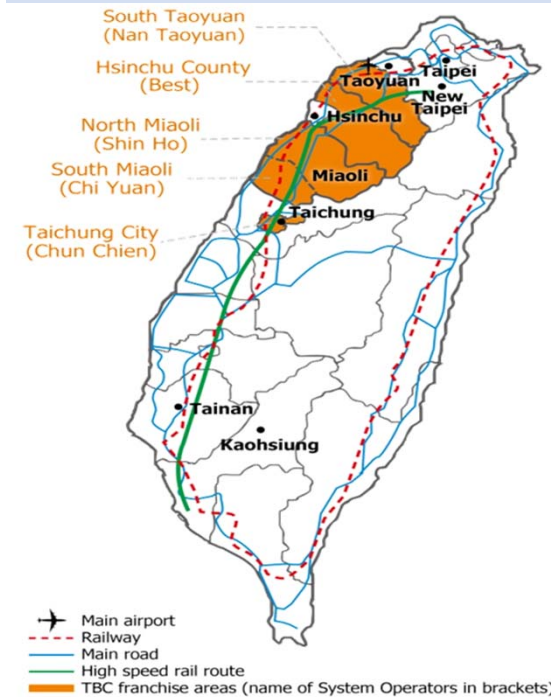 South Taoyuan
(Nan Taoyuan)
Hsinchu County
(Best)
North Miaoli
(Shin Ho)
South Miaoli
(Chi Yuan)
Taichung City
(Chun Chien)
Taoyuan
Taipei
New
Taipei
Hsinchu
Miaoli
Taichung
Tainan
Kaohsiung
Main airport
Railway
Main road
High speed rail route
TBC franchise areas (name of System Operators in brackets)